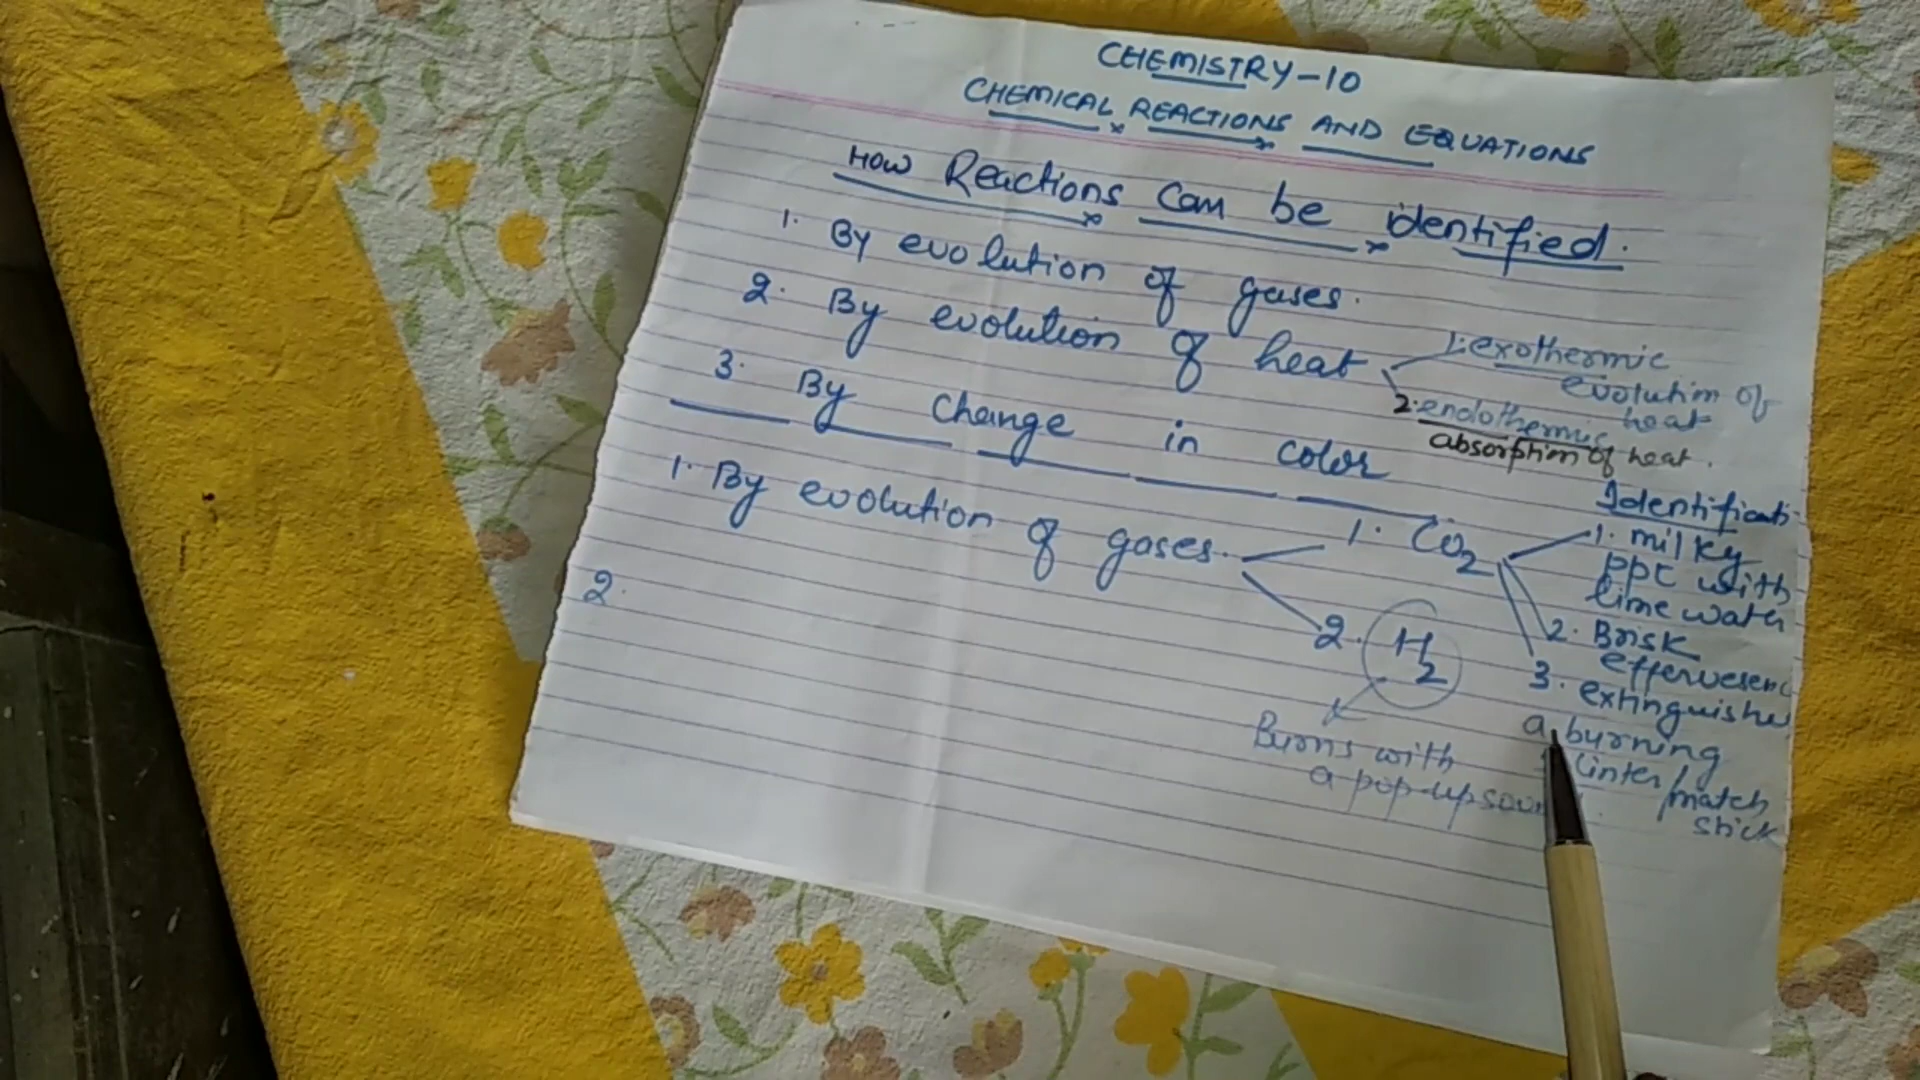 CHEMISTRY-10
CHEMICAL REACTIONS AND EQUATIONS
How Reactions Can be identified.
1. By evolution of gases.
2. By evolution of heat
1. exothermic
evolution of
heat
2. endothermic
absorption of heat.
3. By Change in color
1. By evolution of gases.
1. CO2
Identificati
1. milky
ppt with
lime water
2. Brisk
effervesenc
3. extinguishes
a burning
linter/match
stick
2. H2
Burns with
a pop-up soun
2.